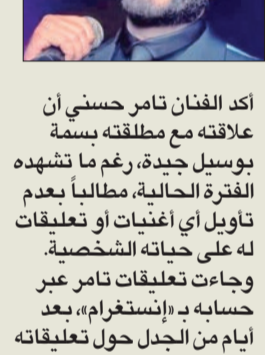 أكد الفنان تامر حسني أن
علاقته مع مطلقته بسمة
بوسيل جيدة، رغم ما تشهده
الفترة الحالية، مطالباً بعدم
تأويل أي أغنيات أو تعليقات
له على حياته الشخصية.
وجاءت تعليقات تامر عبر
حسابه بـ «إنستغرام»، بعد
أيام من الجدل حول تعليقاته